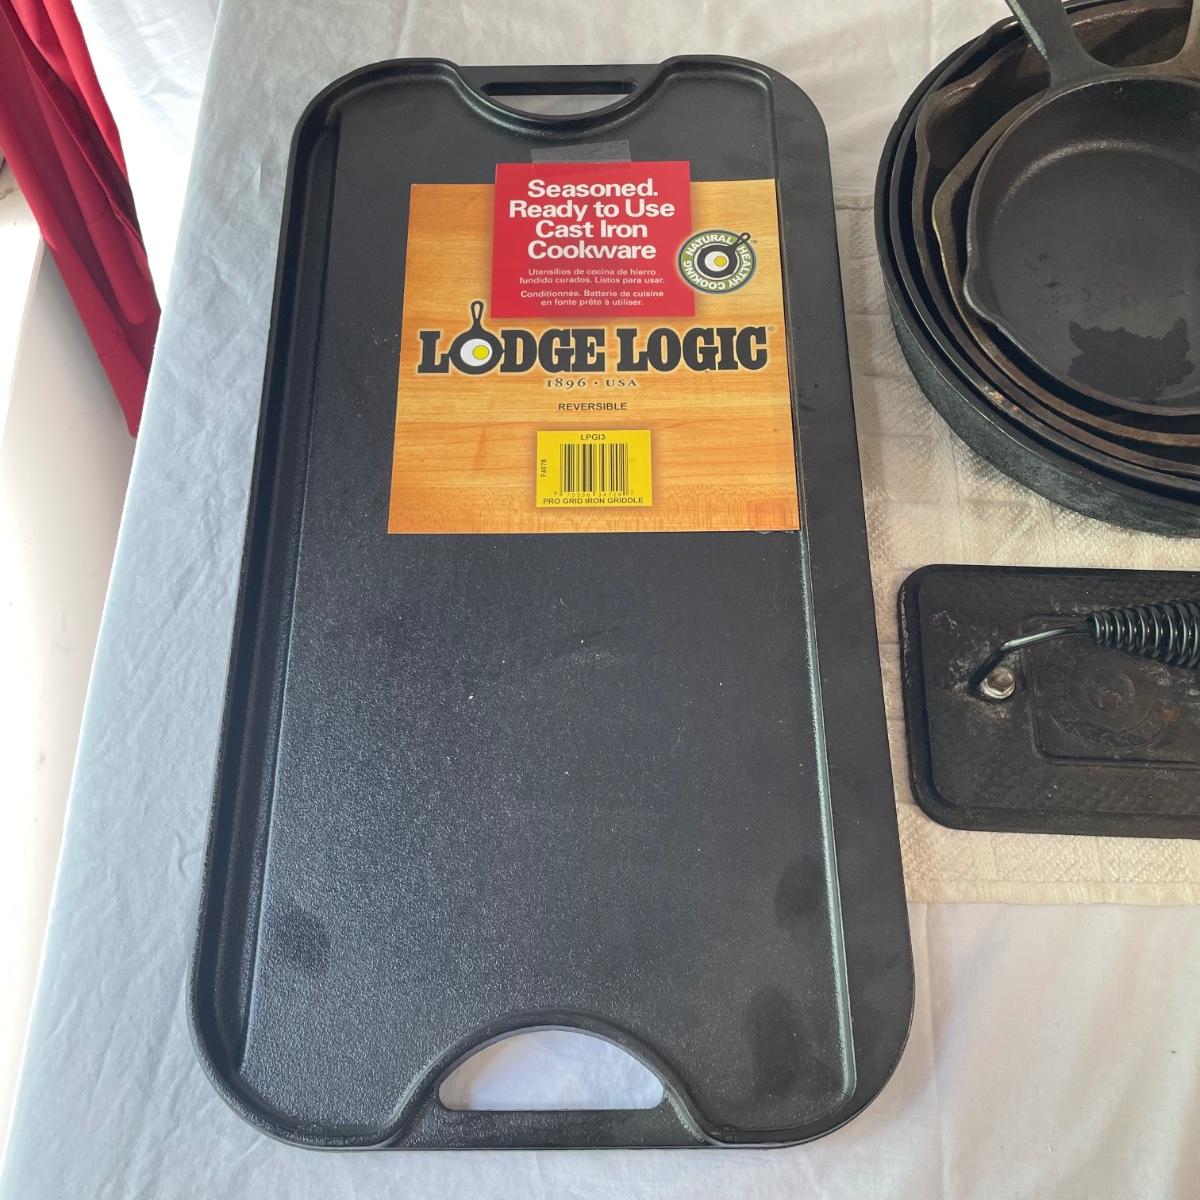 Seasoned.
Ready to Use
Cast Iron
Cookware
Utensilios de cocina de hierro
fundido curados. Listos para usar.
Conditionnée. Batterie de cuisine
en fonte prête à utiliser.
NATURAL HEALTHY COOKING ™
LODGE LOGIC®
1896 · USA
REVERSIBLE
LPGI3
PRO GRID IRON GRIDDLE